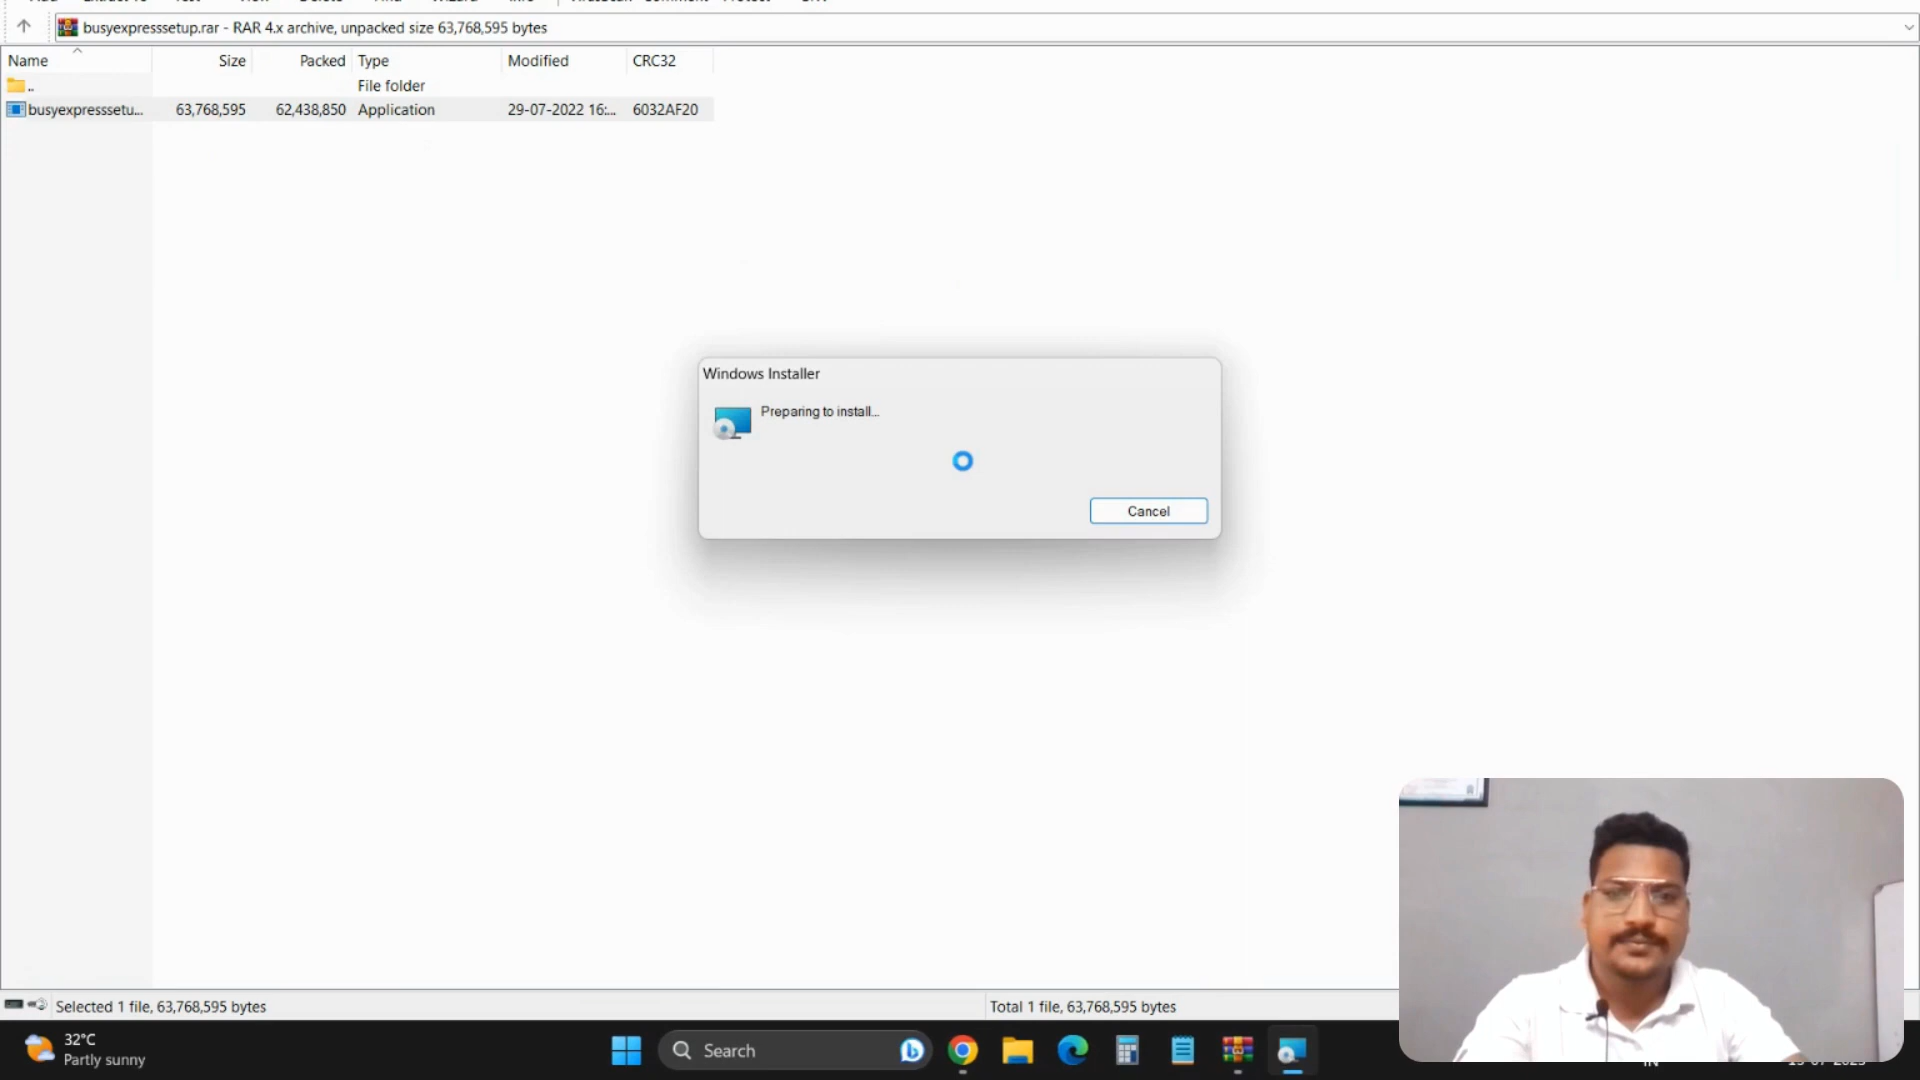 busyexpresssetup.rar - RAR 4.x archive, unpacked size 63,768,595 bytes
Name Size Packed Type Modified CRC32
.. File folder
busyexpresssetu... 63,768,595 62,438,850 Application 29-07-2022 16:... 6032AF20
Windows Installer
Preparing to install...
Cancel
Selected 1 file, 63,768,595 bytes
Total 1 file, 63,768,595 bytes
32°C
Partly sunny
Search